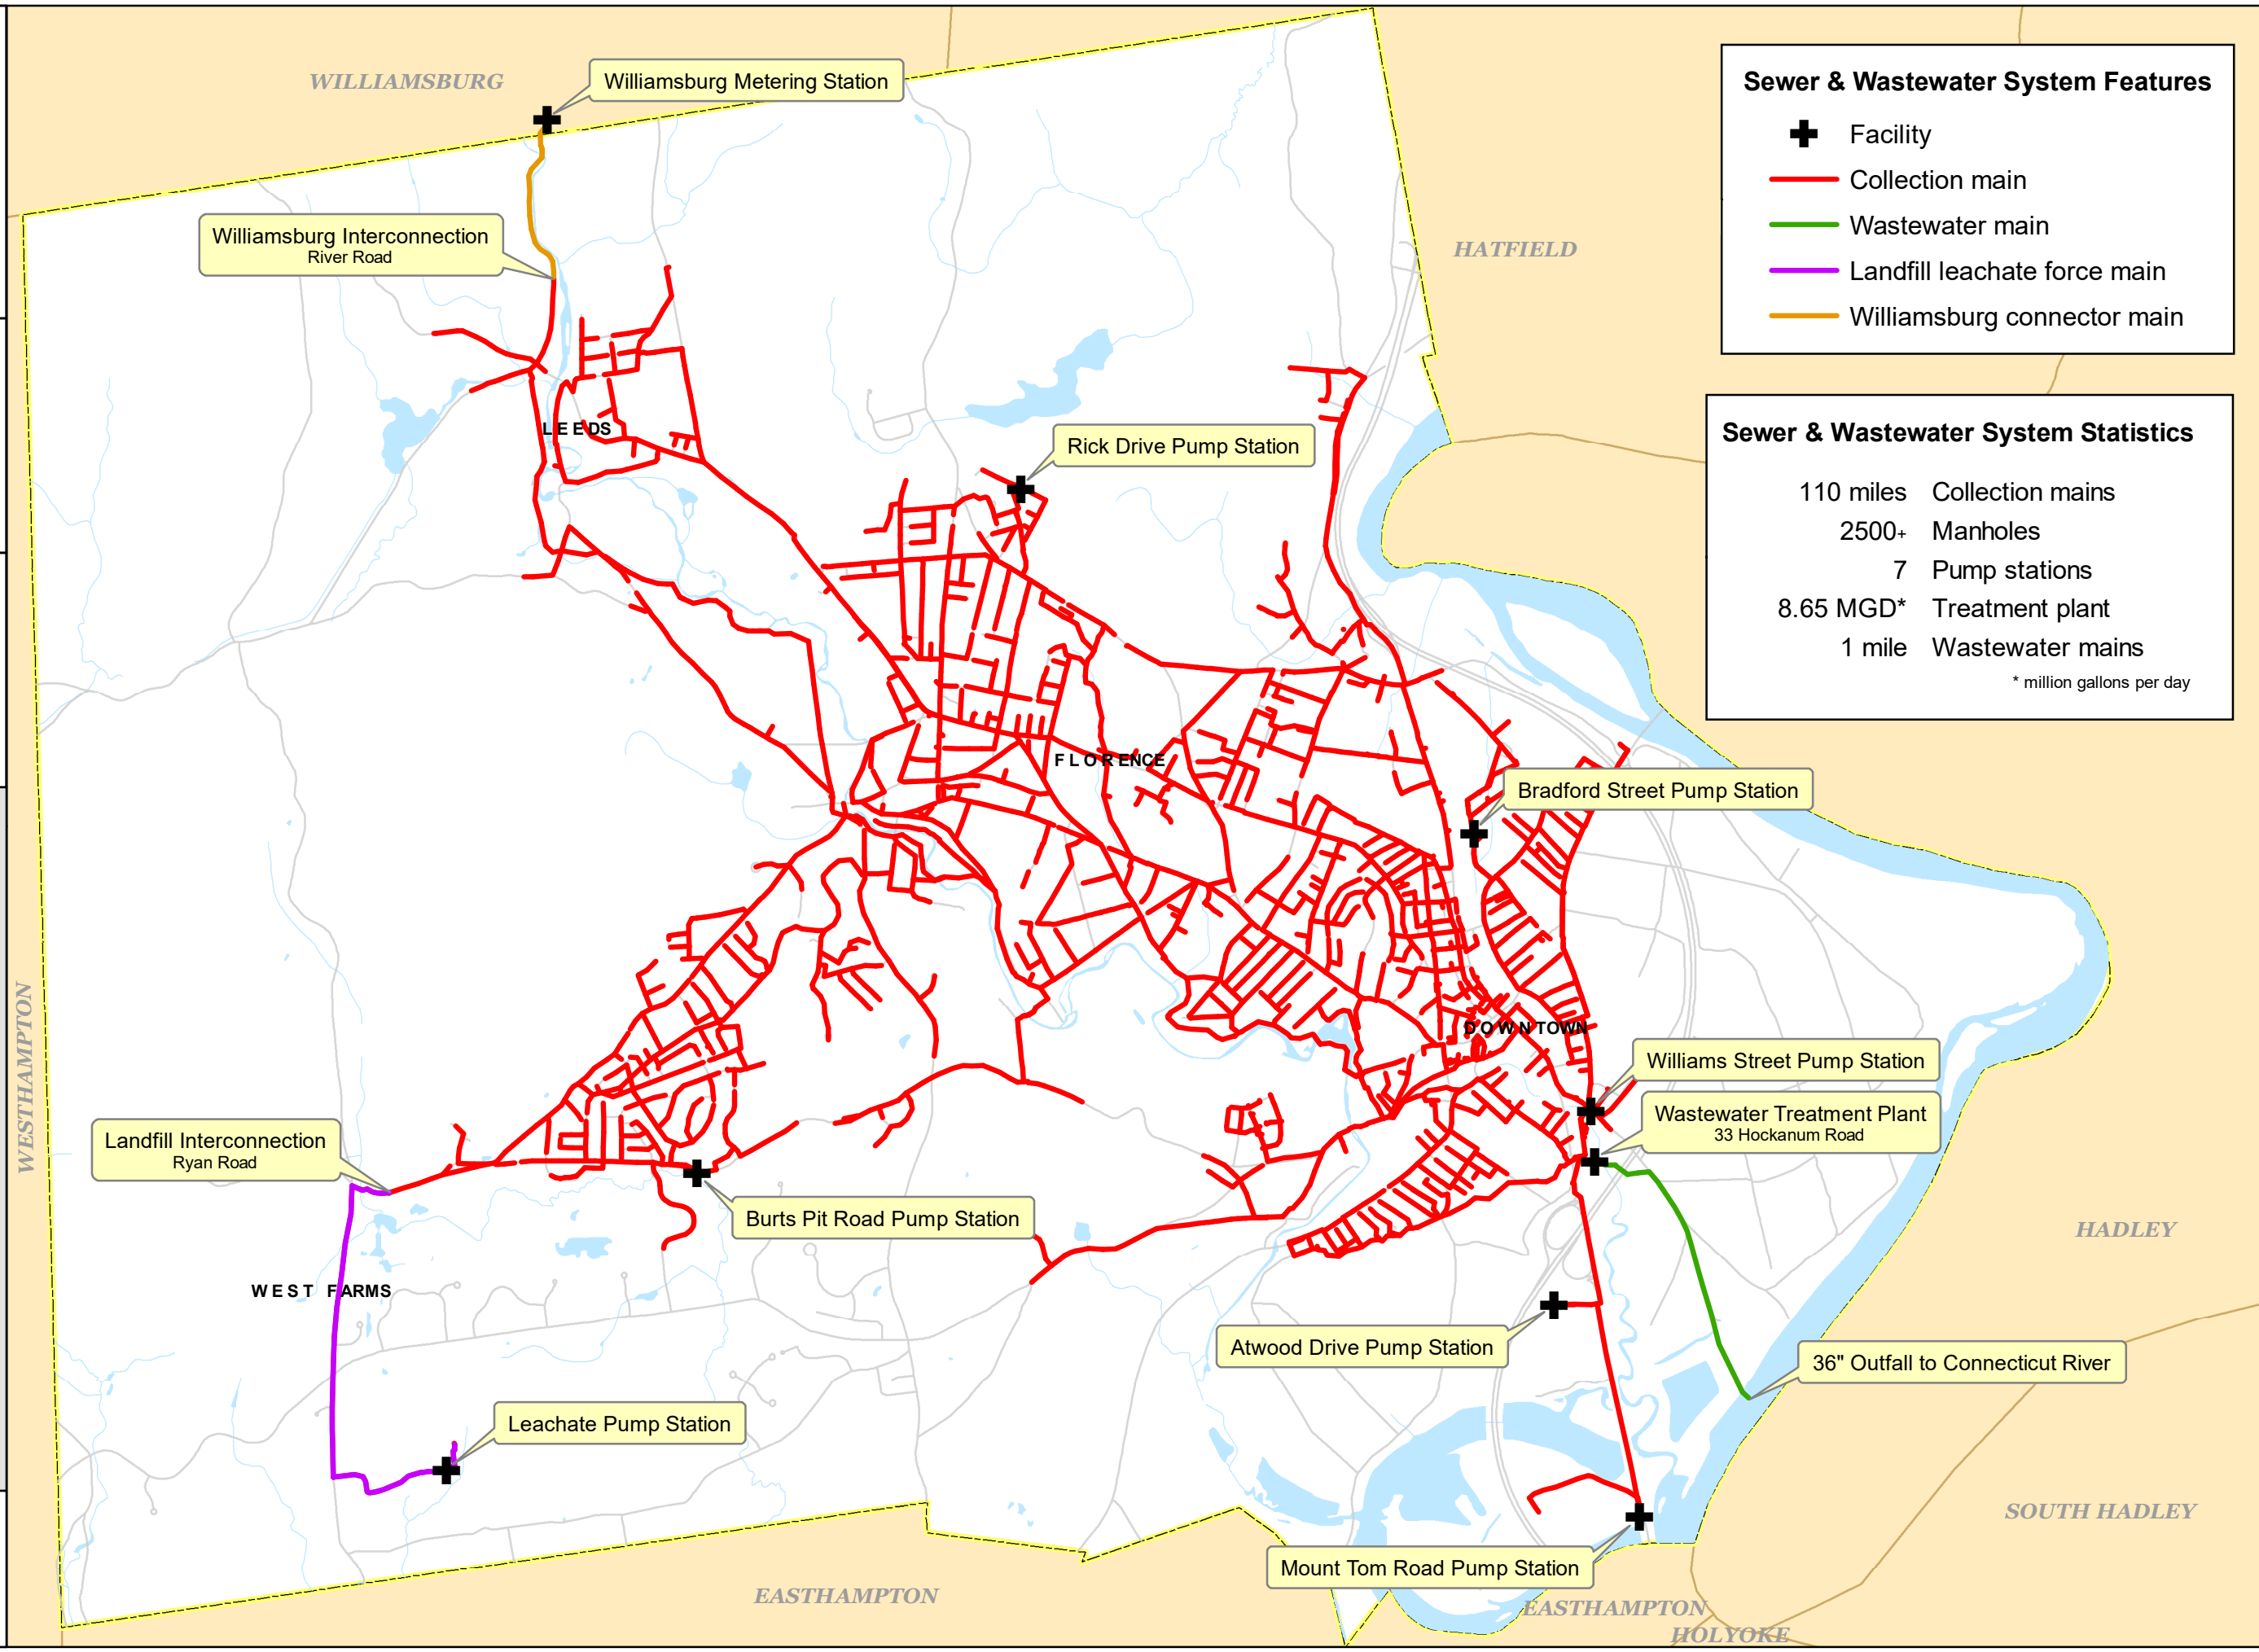 WILLIAMSBURG
Williamsburg Metering Station
Sewer & Wastewater System Features
Facility
Collection main
Wastewater main
Landfill leachate force main
Williamsburg connector main
Williamsburg Interconnection
River Road
HATFIELD
Sewer & Wastewater System Statistics
110 miles Collection mains
2500+ Manholes
7 Pump stations
8.65 MGD* Treatment plant
1 mile Wastewater mains
* million gallons per day
LEEDS
Rick Drive Pump Station
FLORENCE
Bradford Street Pump Station
WESTHAMPTON
DOWNTOWN
Williams Street Pump Station
Wastewater Treatment Plant
33 Hockanum Road
Landfill Interconnection
Ryan Road
Burts Pit Road Pump Station
HADLEY
WEST FARMS
Atwood Drive Pump Station
36" Outfall to Connecticut River
Leachate Pump Station
SOUTH HADLEY
Mount Tom Road Pump Station
EASTHAMPTON
EASTHAMPTON
HOLYOKE